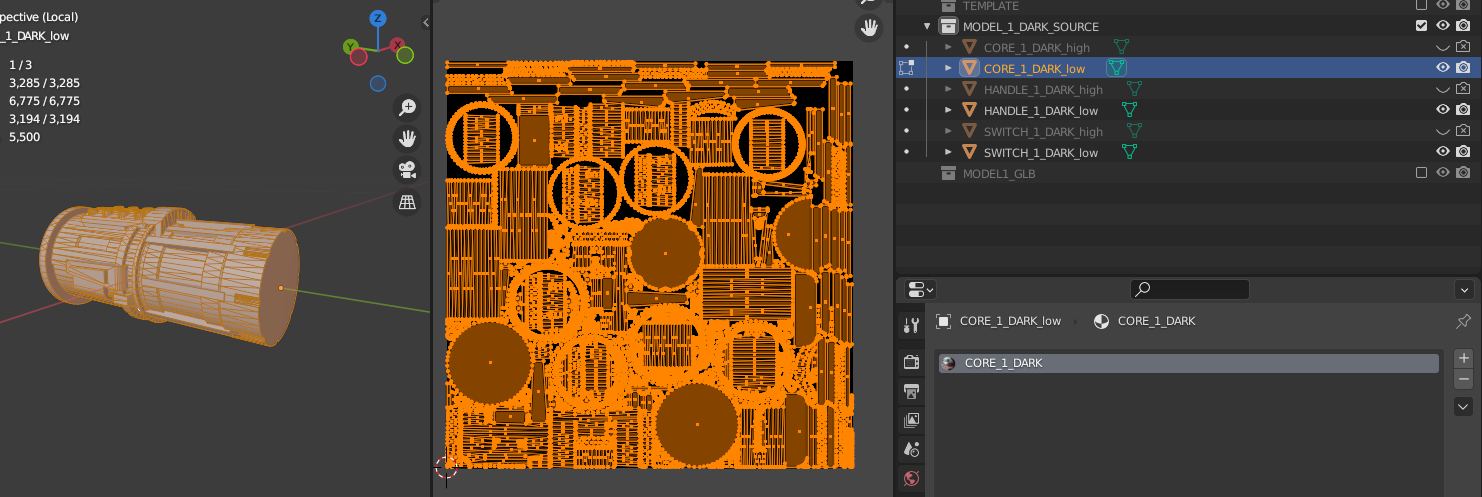 pective (Local)
_1_DARK_low
1 / 3
3,285 / 3,285
6,775 / 6,775
3,194 / 3,194
5,500
Z
Y
X
TEMPLATE
MODEL_1_DARK_SOURCE
CORE_1_DARK_high
CORE_1_DARK_low
HANDLE_1_DARK_high
HANDLE_1_DARK_low
SWITCH_1_DARK_high
SWITCH_1_DARK_low
MODEL1_GLB
CORE_1_DARK_low
CORE_1_DARK
CORE_1_DARK